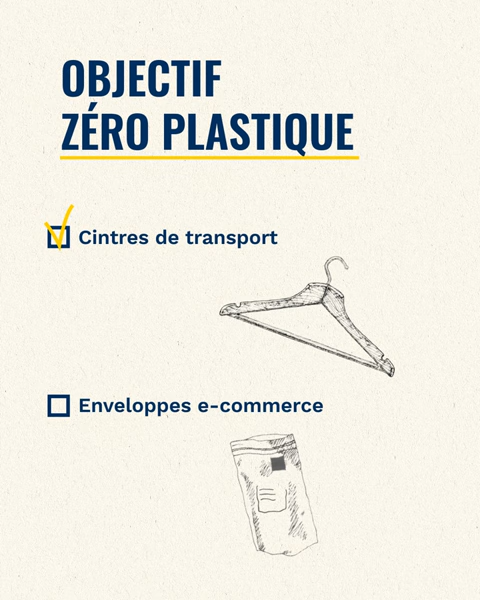 OBJECTIF
ZÉRO PLASTIQUE
Cintres de transport
Enveloppes e-commerce